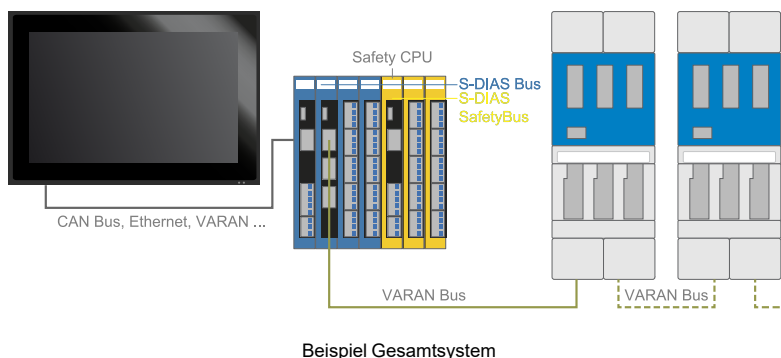 Safety CPU
S-DIAS Bus
S-DIAS
SafetyBus
CAN Bus, Ethernet, VARAN ...
VARAN Bus
VARAN Bus
Beispiel Gesamtsystem